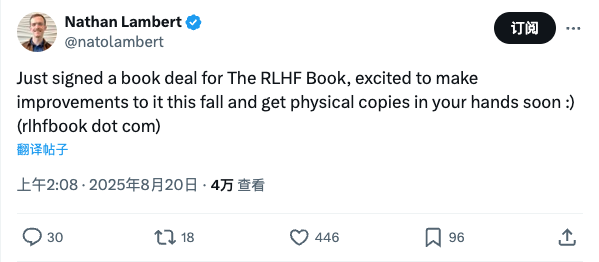 Nathan Lambert
订阅
@natolambert
Just signed a book deal for The RLHF Book, excited to make
improvements to it this fall and get physical copies in your hands soon :)
(rlhfbook dot com)
翻译帖子
上午2:08 · 2025年8月20日 · 4万 查看
30
18
446
96